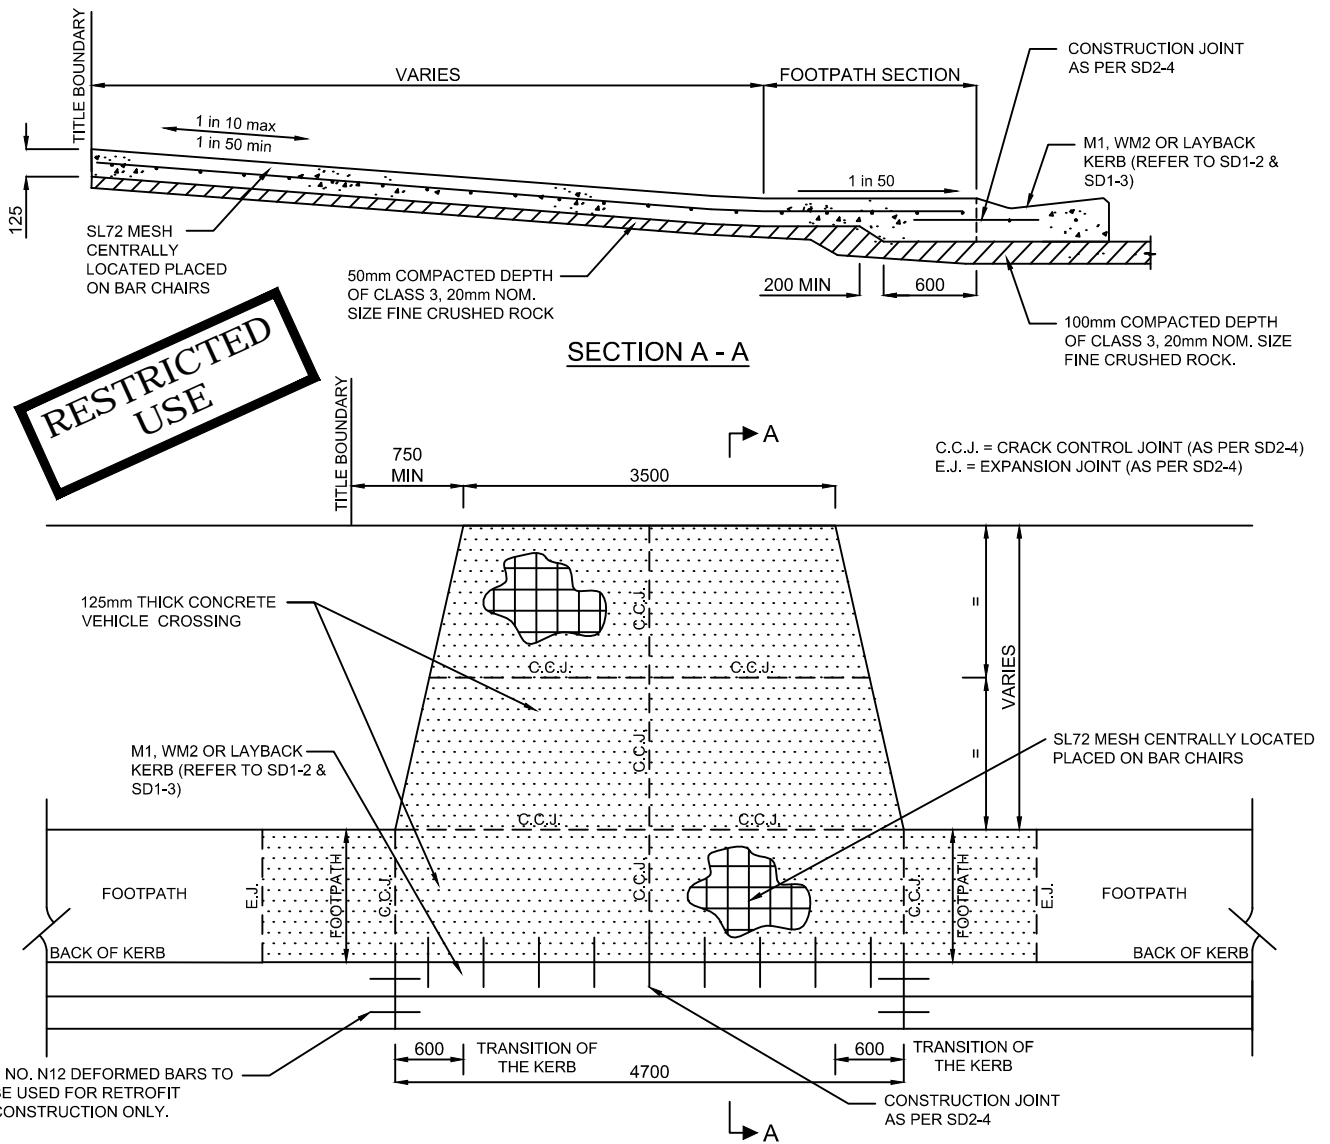 TITLE BOUNDARY
VARIES
FOOTPATH SECTION
CONSTRUCTION JOINT
AS PER SD2-4
1 in 10 max
1 in 50 min
M1, WM2 OR LAYBACK
KERB (REFER TO SD1-2 &
SD1-3)
1 in 50
125
SL72 MESH
CENTRALLY
LOCATED PLACED
ON BAR CHAIRS
50mm COMPACTED DEPTH
OF CLASS 3, 20mm NOM.
SIZE FINE CRUSHED ROCK
200 MIN
600
100mm COMPACTED DEPTH
OF CLASS 3, 20mm NOM. SIZE
FINE CRUSHED ROCK.
SECTION A - A
RESTRICTED
USE
TITLE BOUNDARY
750
MIN
3500
A
C.C.J. = CRACK CONTROL JOINT (AS PER SD2-4)
E.J. = EXPANSION JOINT (AS PER SD2-4)
125mm THICK CONCRETE
VEHICLE CROSSING
C.C.J.
C.C.J.
C.C.J.
=
=
VARIES
M1, WM2 OR LAYBACK
KERB (REFER TO SD1-2 &
SD1-3)
C.C.J.
SL72 MESH CENTRALLY LOCATED
PLACED ON BAR CHAIRS
C.C.J.
C.C.J.
FOOTPATH
E.J.
FOOTPATH
C.C.J.
C.C.J.
C.C.J.
FOOTPATH
E.J.
FOOTPATH
BACK OF KERB
BACK OF KERB
600
TRANSITION OF
THE KERB
4700
600
TRANSITION OF
THE KERB
NO. N12 DEFORMED BARS TO
BE USED FOR RETROFIT
CONSTRUCTION ONLY.
CONSTRUCTION JOINT
AS PER SD2-4
A